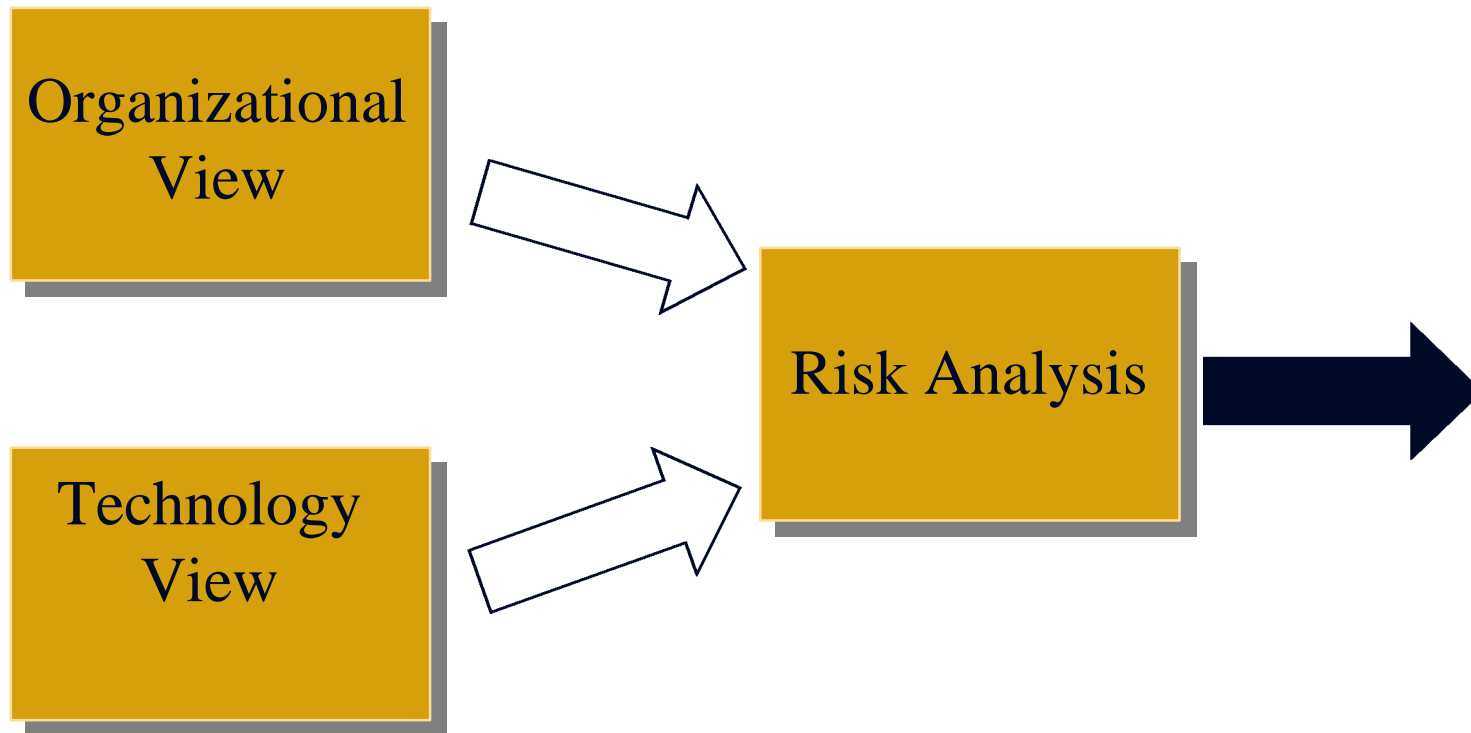 Organizational
View
Technology
View
Risk Analysis